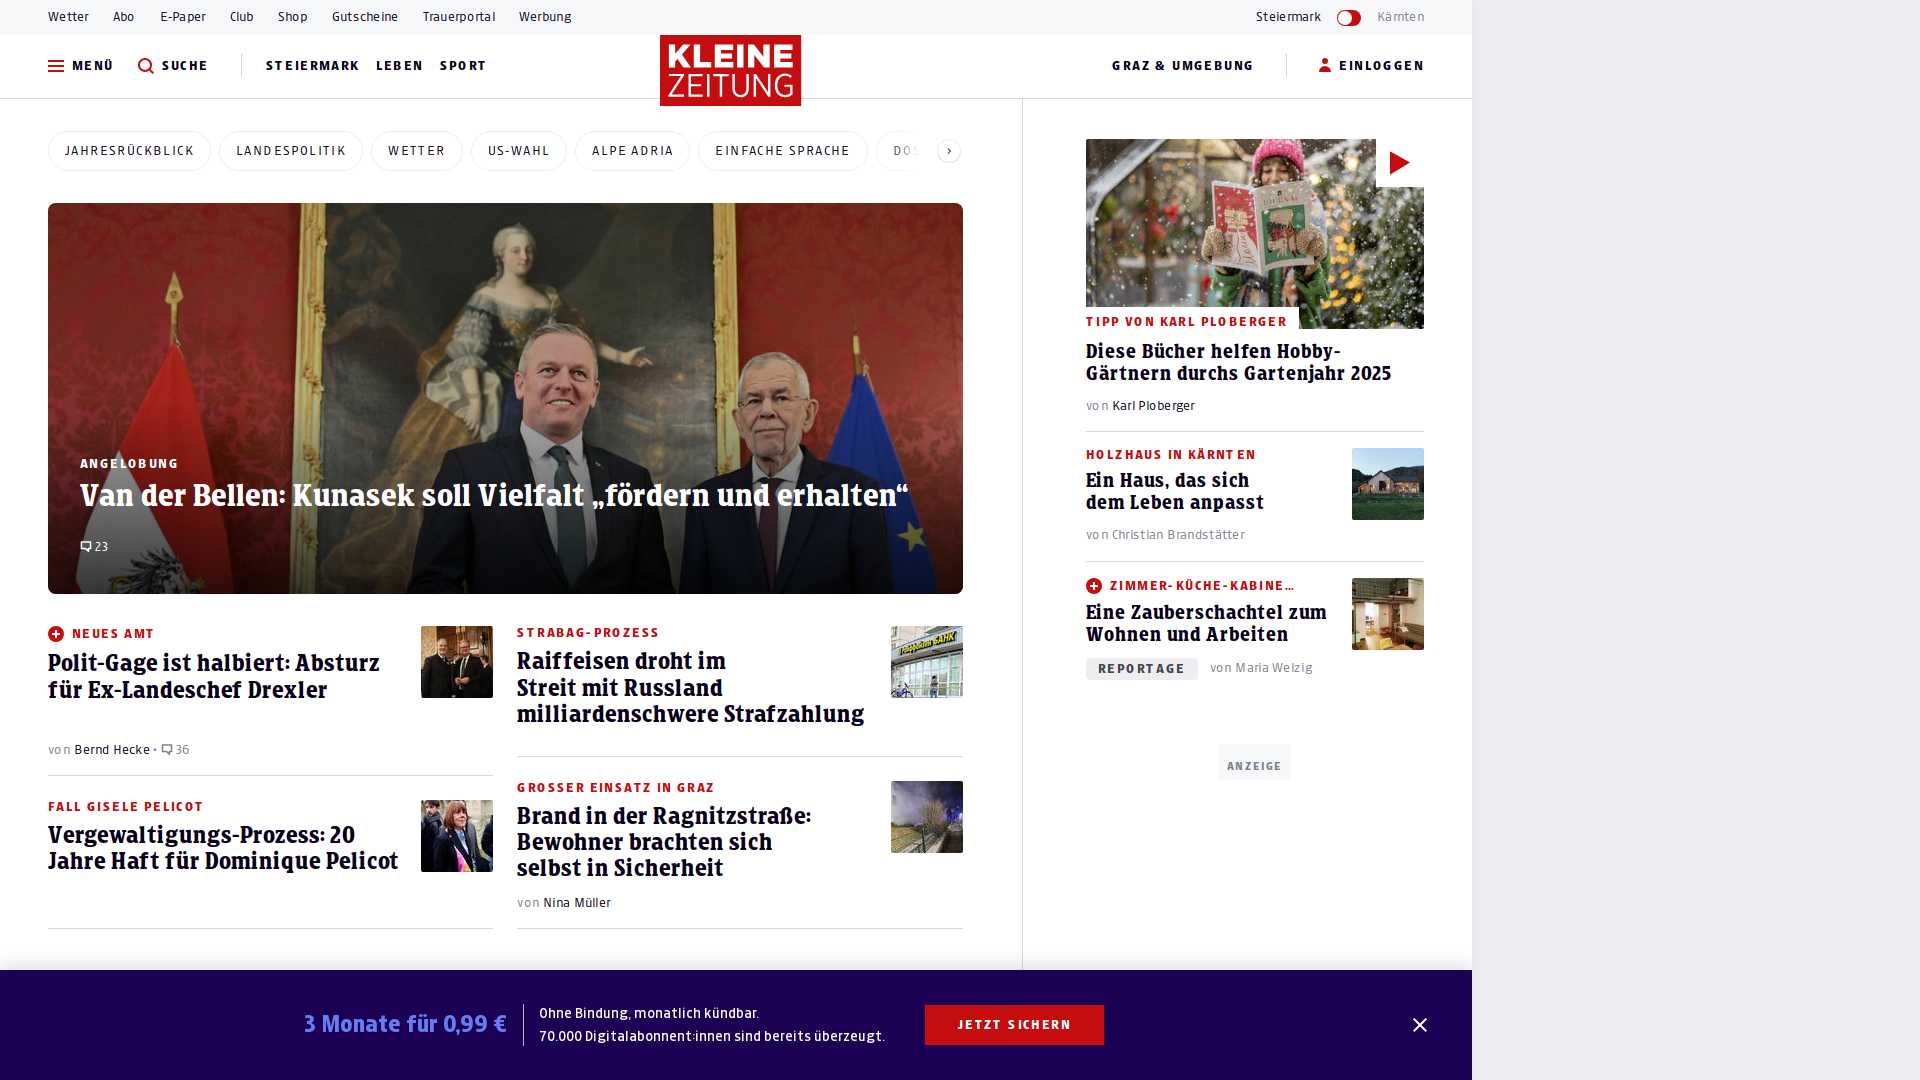 Wetter Abo E-Paper Club Shop Gutscheine Trauerportal Werbung
Steiermark Kärnten
MENÜ SUCHE STEIERMARK LEBEN SPORT
KLEINE
ZEITUNG
GRAZ & UMGEBUNG EINLOGGEN
JAHRESRÜCKBLICK LANDESPOLITIK WETTER US-WAHL ALPE ADRIA EINFACHE SPRACHE
ANGELOBUNG
Van der Bellen: Kunasek soll Vielfalt „fördern und erhalten“
23
NEUES AMT
Polit-Gage ist halbiert: Absturz
für Ex-Landeschef Drexler
von Bernd Hecke • 36
FALL GISELE PELICOT
Vergewaltigungs-Prozess: 20
Jahre Haft für Dominique Pelicot
STRABAG-PROZESS
Raiffeisen droht im
Streit mit Russland
milliardenschwere Strafzahlung
GROSSER EINSATZ IN GRAZ
Brand in der Ragnitzstraße:
Bewohner brachten sich
selbst in Sicherheit
von Nina Müller
TIPP VON KARL PLOBERGER
Diese Bücher helfen Hobby-
Gärtnern durchs Gartenjahr 2025
von Karl Ploberger
HOLZHAUS IN KÄRNTEN
Ein Haus, das sich
dem Leben anpasst
von Christian Brandstätter
ZIMMER-KÜCHE-KABINE…
Eine Zauberschachtel zum
Wohnen und Arbeiten
REPORTAGE von Maria Welzig
ANZEIGE
3 Monate für 0,99 €
Ohne Bindung, monatlich kündbar.
70.000 Digitalabonnent:innen sind bereits überzeugt.
JETZT SICHERN